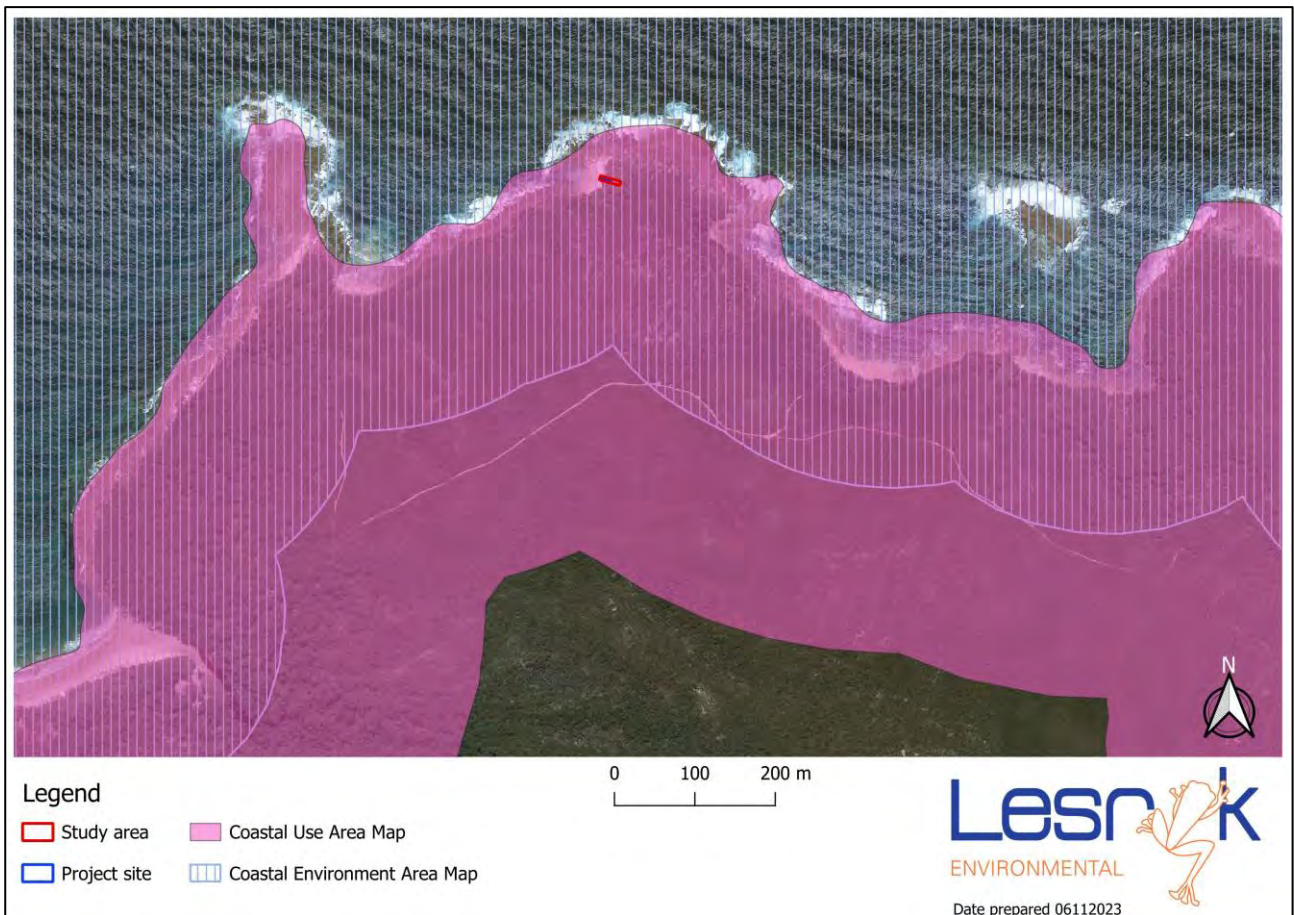 N
0 100 200 m
Legend
Study area
Coastal Use Area Map
Project site
Coastal Environment Area Map
Lesryk
ENVIRONMENTAL
Date prepared 06112023